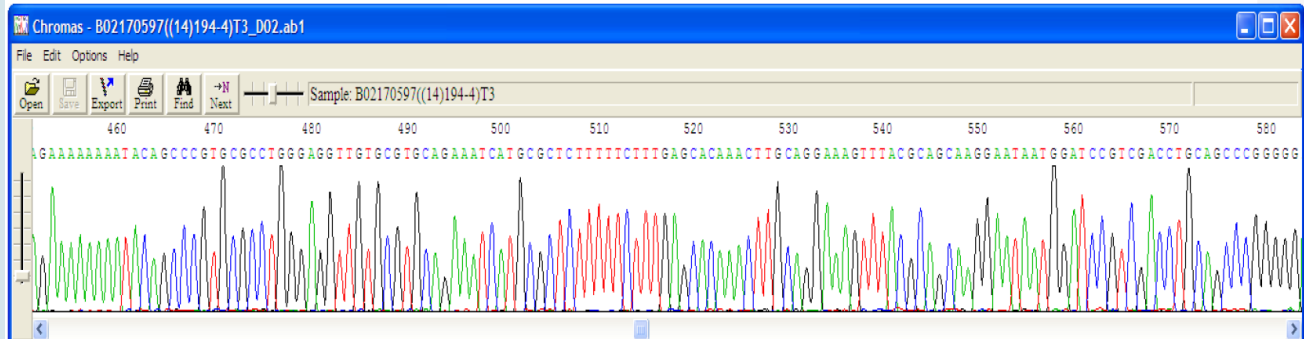 Chromas - B02170597((14)194-4)T3_D02.ab1
File Edit Options Help
Open Save Export Print Find →N Next Sample: B02170597((14)194-4)T3
460 470 480 490 500 510 520 530 540 550 560 570 580
AGAAAAAAAATACAGCCCGTGCGCCTGGGAGGTTGTGCGTGCAGAAATCATGCGCTCTTTTTCTTTGAGCACAAACTTGCAGGAAAGTTTACGCAGCAAGGAATAATGGATCCGTCGACCTGCAGCCCGGGGG